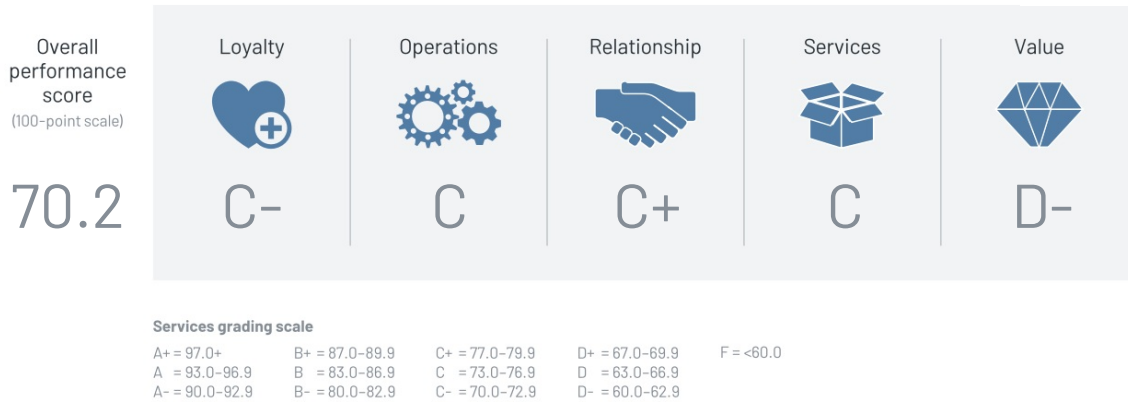 Overall
performance
score
(100-point scale)
70.2
Loyalty
C-
Operations
C
Relationship
C+
Services
C
Value
D-
Services grading scale
A+ = 97.0+
A = 93.0–96.9
A- = 90.0–92.9
B+ = 87.0–89.9
B = 83.0–86.9
B- = 80.0–82.9
C+ = 77.0–79.9
C = 73.0–76.9
C- = 70.0–72.9
D+ = 67.0–69.9
D = 63.0–66.9
D- = 60.0–62.9
F = <60.0